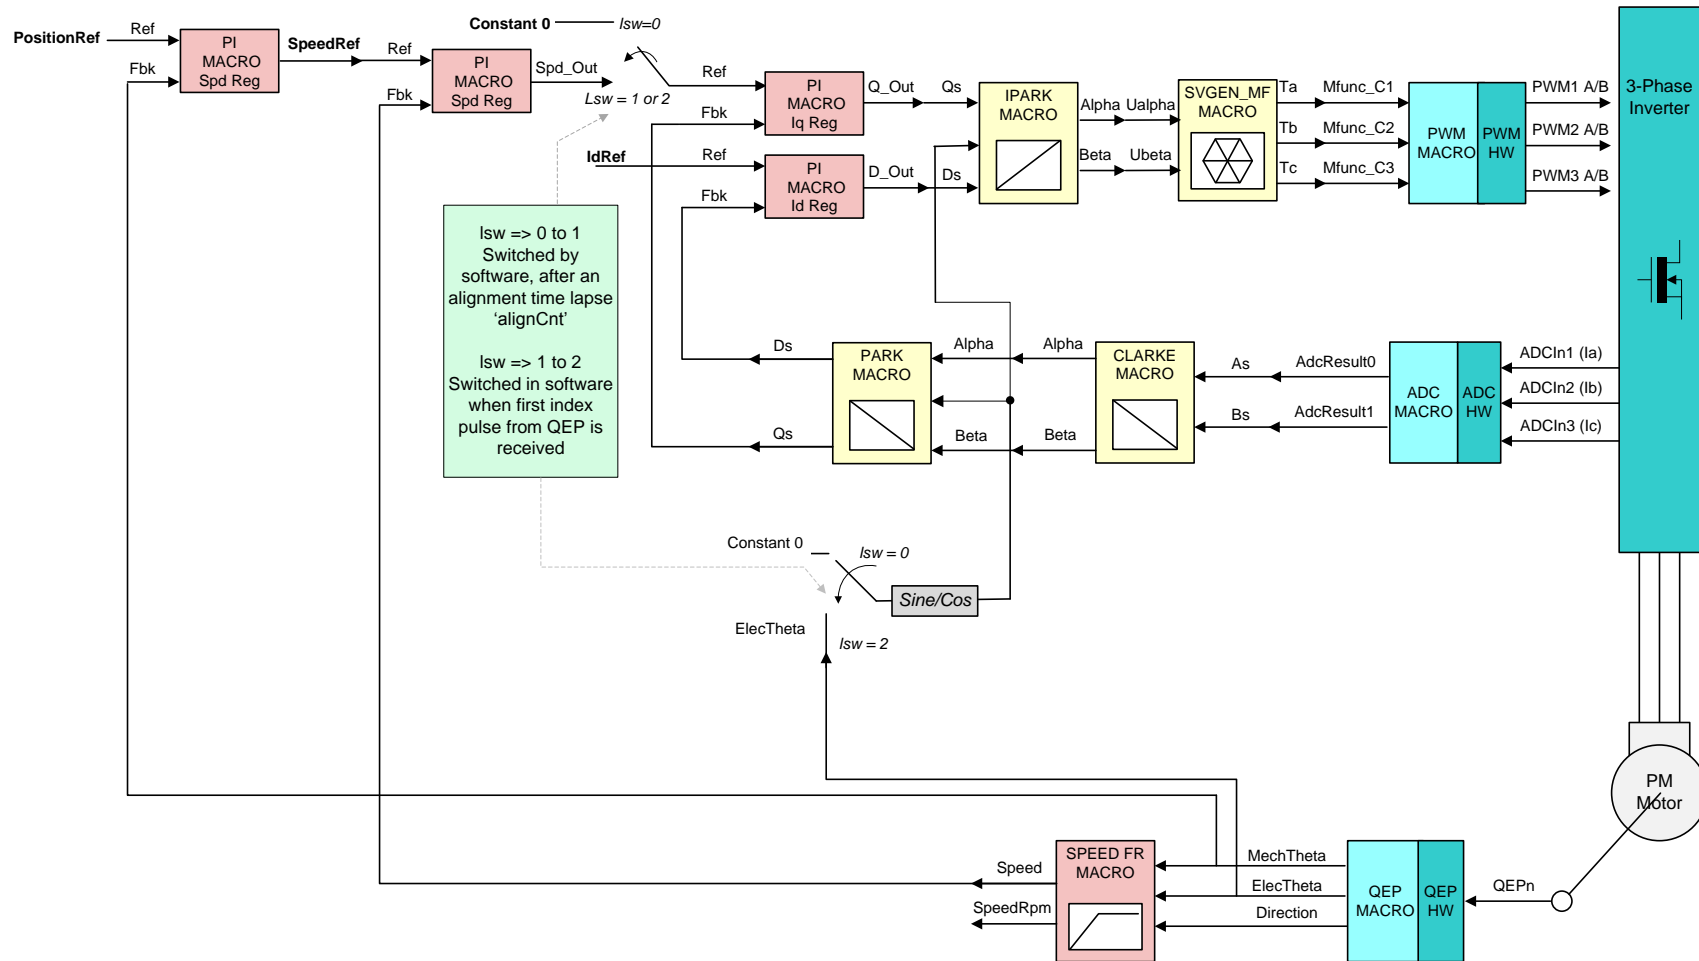 Constant 0
Isw=0
PositionRef
Ref
Fbk
PI
MACRO
Spd Reg
SpeedRef
Ref
Fbk
PI
MACRO
Spd Reg
Spd_Out
Lsw = 1 or 2
Ref
Fbk
PI
MACRO
Iq Reg
Q_Out
Qs
IdRef
Ref
Fbk
PI
MACRO
Id Reg
D_Out
Ds
IPARK
MACRO
Alpha
Ualpha
Beta
Ubeta
SVGEN_MF
MACRO
Ta
Mfunc_C1
Tb
Mfunc_C2
Tc
Mfunc_C3
PWM
MACRO
PWM
HW
PWM1 A/B
PWM2 A/B
PWM3 A/B
3-Phase
Inverter
Isw => 0 to 1
Switched by
software, after an
alignment time lapse
‘alignCnt’
Isw => 1 to 2
Switched in software
when first index
pulse from QEP is
received
Ds
Qs
PARK
MACRO
Alpha
Alpha
Beta
Beta
CLARKE
MACRO
As
AdcResult0
Bs
AdcResult1
ADC
MACRO
ADC
HW
ADCIn1 (Ia)
ADCIn2 (Ib)
ADCIn3 (Ic)
Constant 0
Isw = 0
Sine/Cos
ElecTheta
Isw = 2
PM
Motor
Speed
SpeedRpm
SPEED FR
MACRO
MechTheta
ElecTheta
Direction
QEP
MACRO
QEP
HW
QEPn